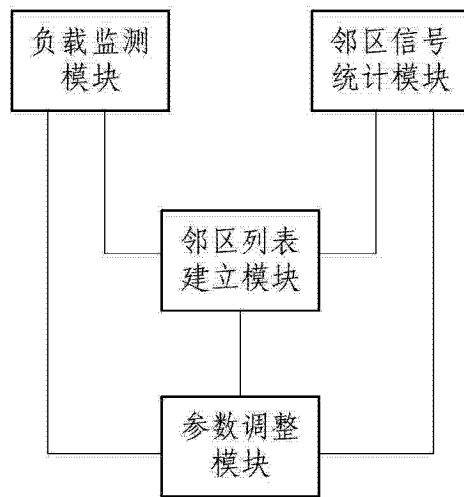 负载监测
模块
邻区信号
统计模块
邻区列表
建立模块
参数调整
模块